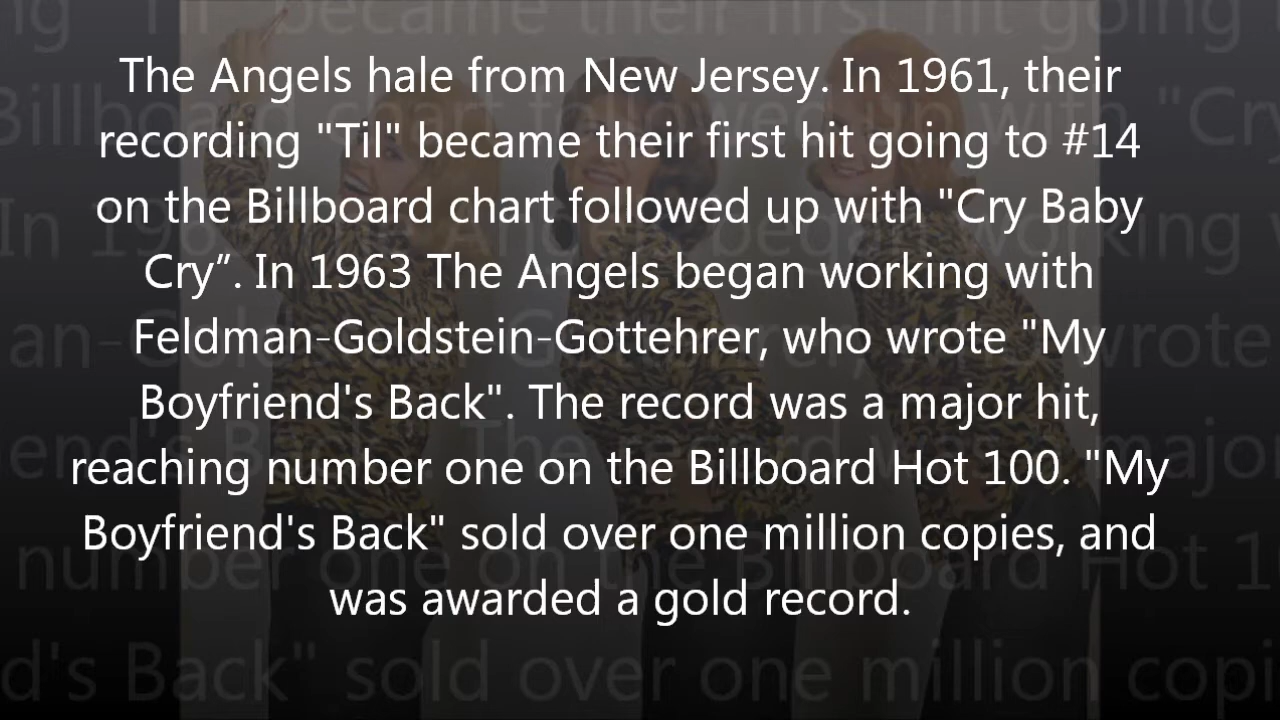 The Angels hale from New Jersey. In 1961, their
recording "Til" became their first hit going to #14
on the Billboard chart followed up with "Cry Baby
Cry”. In 1963 The Angels began working with
Feldman-Goldstein-Gottehrer, who wrote "My
Boyfriend's Back". The record was a major hit,
reaching number one on the Billboard Hot 100. "My
Boyfriend's Back" sold over one million copies, and
was awarded a gold record.